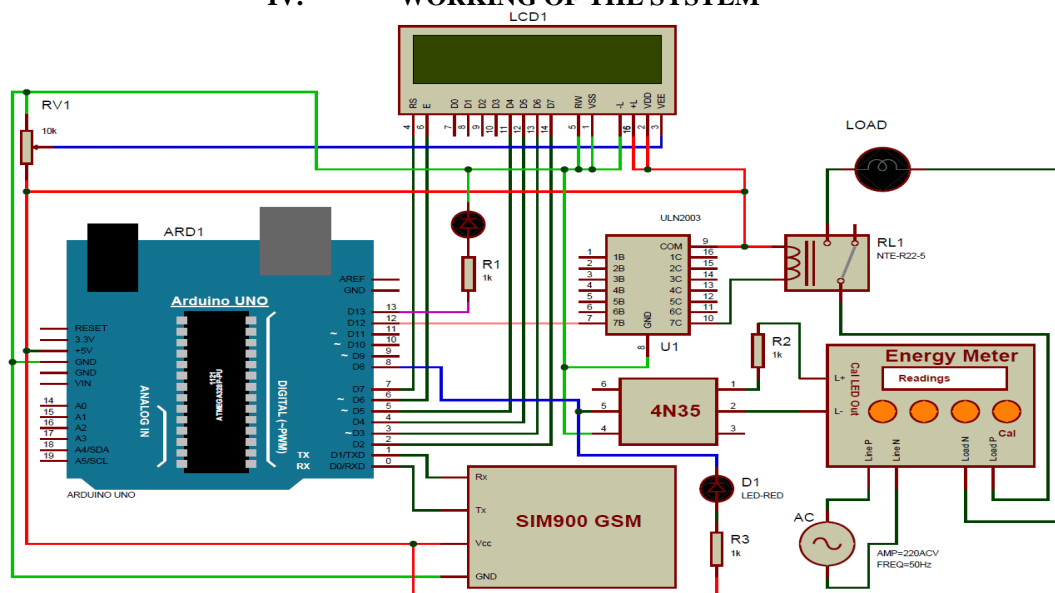 IV. WORKING OF THE SYSTEM
LCD1
RS E D0 D1 D2 D3 D4 D5 D6 D7 RW VSS -L +L VDD VEE
4 6 7 8 9 10 11 12 13 14 5 1 16 2 3
RV1
10k
LOAD
ARD1
Arduino UNO
RESET
3.3V
+5V
GND
GND
VIN
14 A0
15 A1
16 A2
17 A3
18 A4/SDA
19 A5/SCL
ANALOG IN
1121
ATMEGA328P-PU
DIGITAL (~PWM)
AREF
GND
D13 13
D12 12
~ D11 11
~ D10 10
~ D9 9
D8 8
D7 7
~ D6 6
~ D5 5
D4 4
~ D3 3
D2 2
TX D1/TXD 1
RX D0/RXD 0
ARDUINO UNO
R1
1k
ULN2003
COM 9
1 1B 1C 16
2 2B 2C 15
3 3B 3C 14
4 4B 4C 13
5 5B 5C 12
6 6B 6C 11
7 7B 7C 10
GND
8
U1
RL1
NTE-R22-5
R2
1k
6 1
5 4N35 2
4 3
Energy Meter
Readings
Cal LED Out
L+
L-
Cal
Line P Line N Load N Load P
Rx
Tx
Vcc
GND
SIM900 GSM
D1
LED-RED
R3
1k
AC
AMP=220ACV
FREQ=50Hz